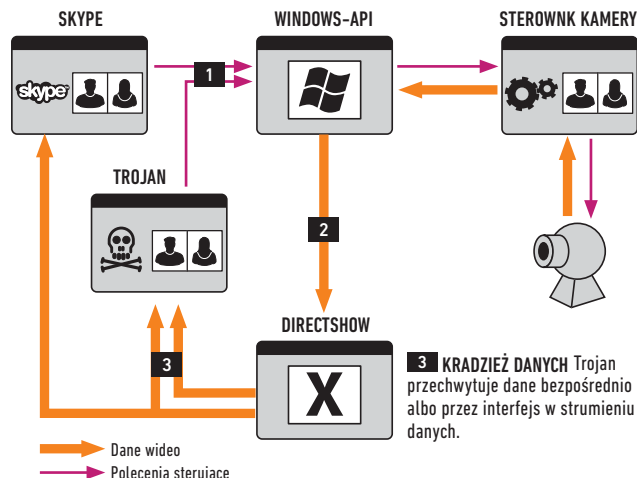 SKYPE
WINDOWS-API
STEROWNK KAMERY
1
skype
TROJAN
2
DIRECTSHOW
3
X
3 KRADZIEŻ DANYCH Trojan
przechwytuje dane bezpośrednio
albo przez interfejs w strumieniu
danych.
Dane wideo
Polecenia sterujące